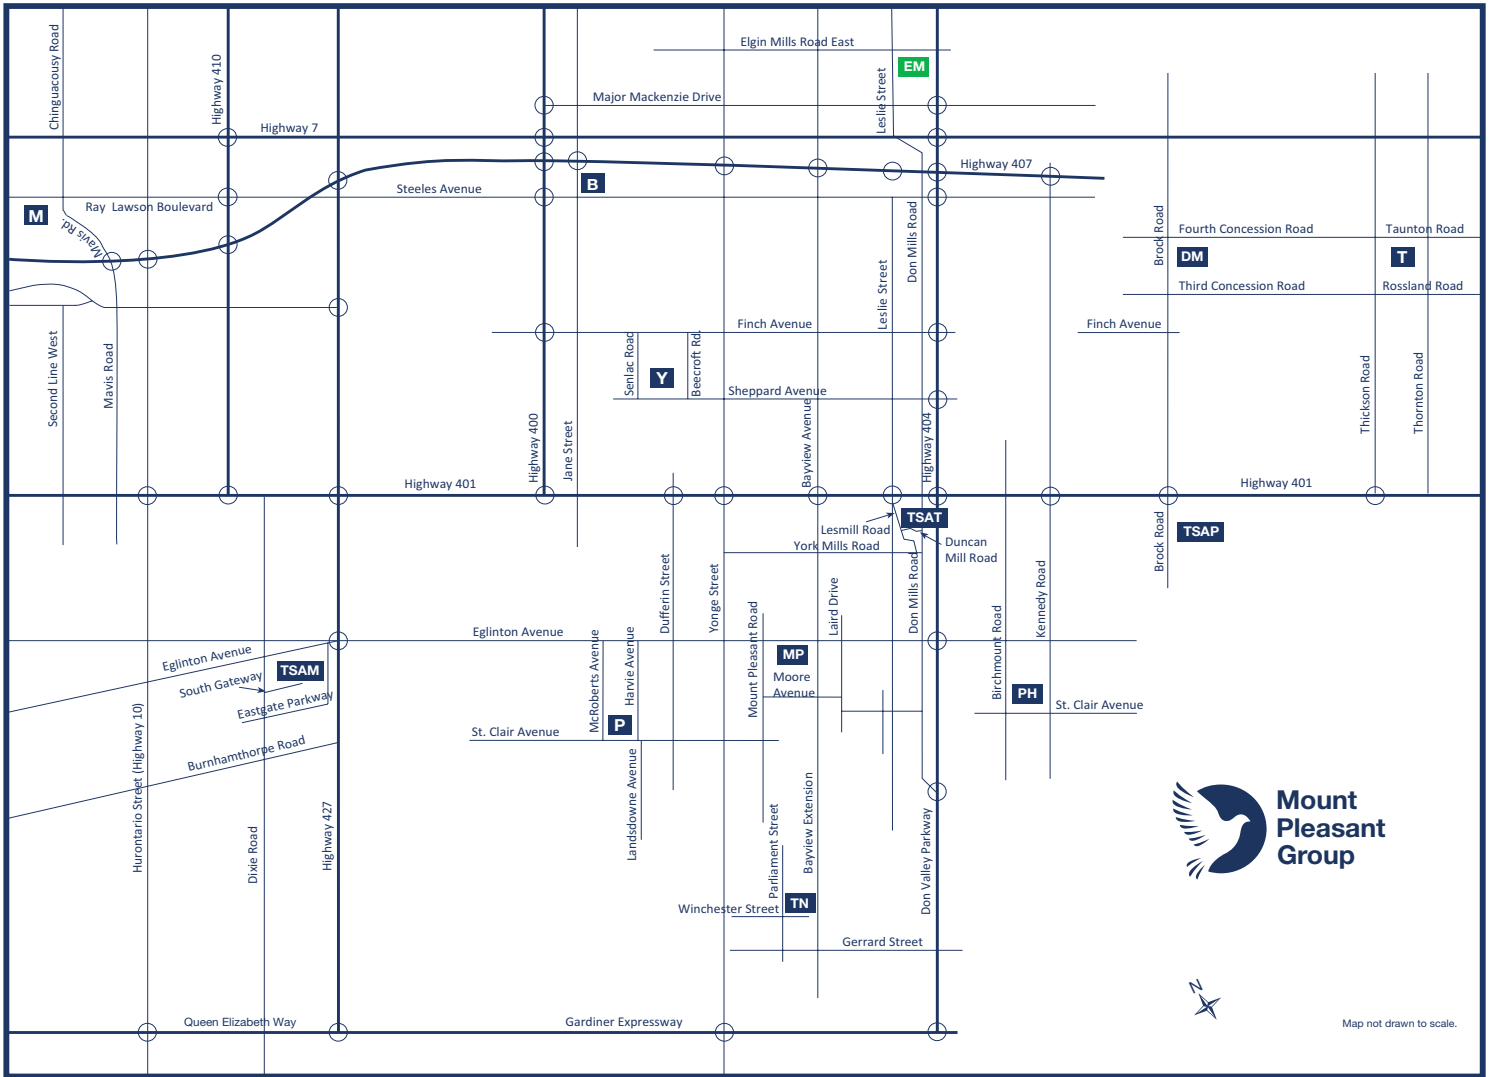 Elgin Mills Road East
EM
Chinguacousy Road
Highway 410
Leslie Street
Major Mackenzie Drive
Highway 7
Highway 407
Steeles Avenue
B
M
Ray Lawson Boulevard
Mavis Rd.
Don Mills Road
Leslie Street
Brock Road
Fourth Concession Road
Taunton Road
DM
T
Third Concession Road
Rossland Road
Second Line West
Mavis Road
Finch Avenue
Finch Avenue
Senlac Road
Y
Beecroft Rd.
Sheppard Avenue
Thickson Road
Thornton Road
Highway 400
Jane Street
Bayview Avenue
Highway 404
Highway 401
Highway 401
TSAT
Lesmill Road
York Mills Road
Duncan
Mill Road
Brock Road
TSAP
Dufferin Street
Yonge Street
Laird Drive
Don Mills Road
Kennedy Road
Birchmount Road
Eglinton Avenue
McRoberts Avenue
Harvie Avenue
Mount Pleasant Road
MP
Moore
Avenue
Eglinton Avenue
TSAM
South Gateway
Eastgate Parkway
PH
St. Clair Avenue
P
St. Clair Avenue
Burnhamthorpe Road
Hurontario Street (Highway 10)
Dixie Road
Highway 427
Landsdowne Avenue
Parliament Street
Bayview Extension
Don Valley Parkway
Mount
Pleasant
Group
TN
Winchester Street
Gerrard Street
N
Queen Elizabeth Way
Gardiner Expressway
Map not drawn to scale.